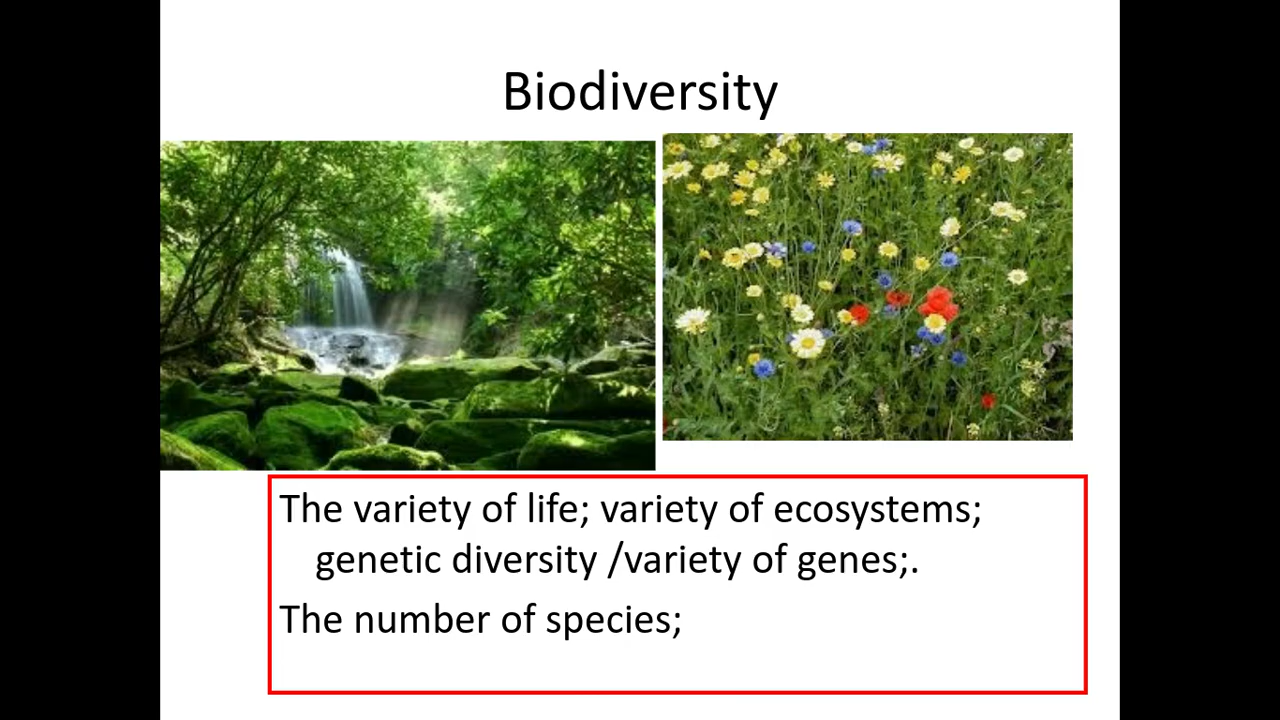 Biodiversity
The variety of life; variety of ecosystems;
genetic diversity /variety of genes;.
The number of species;